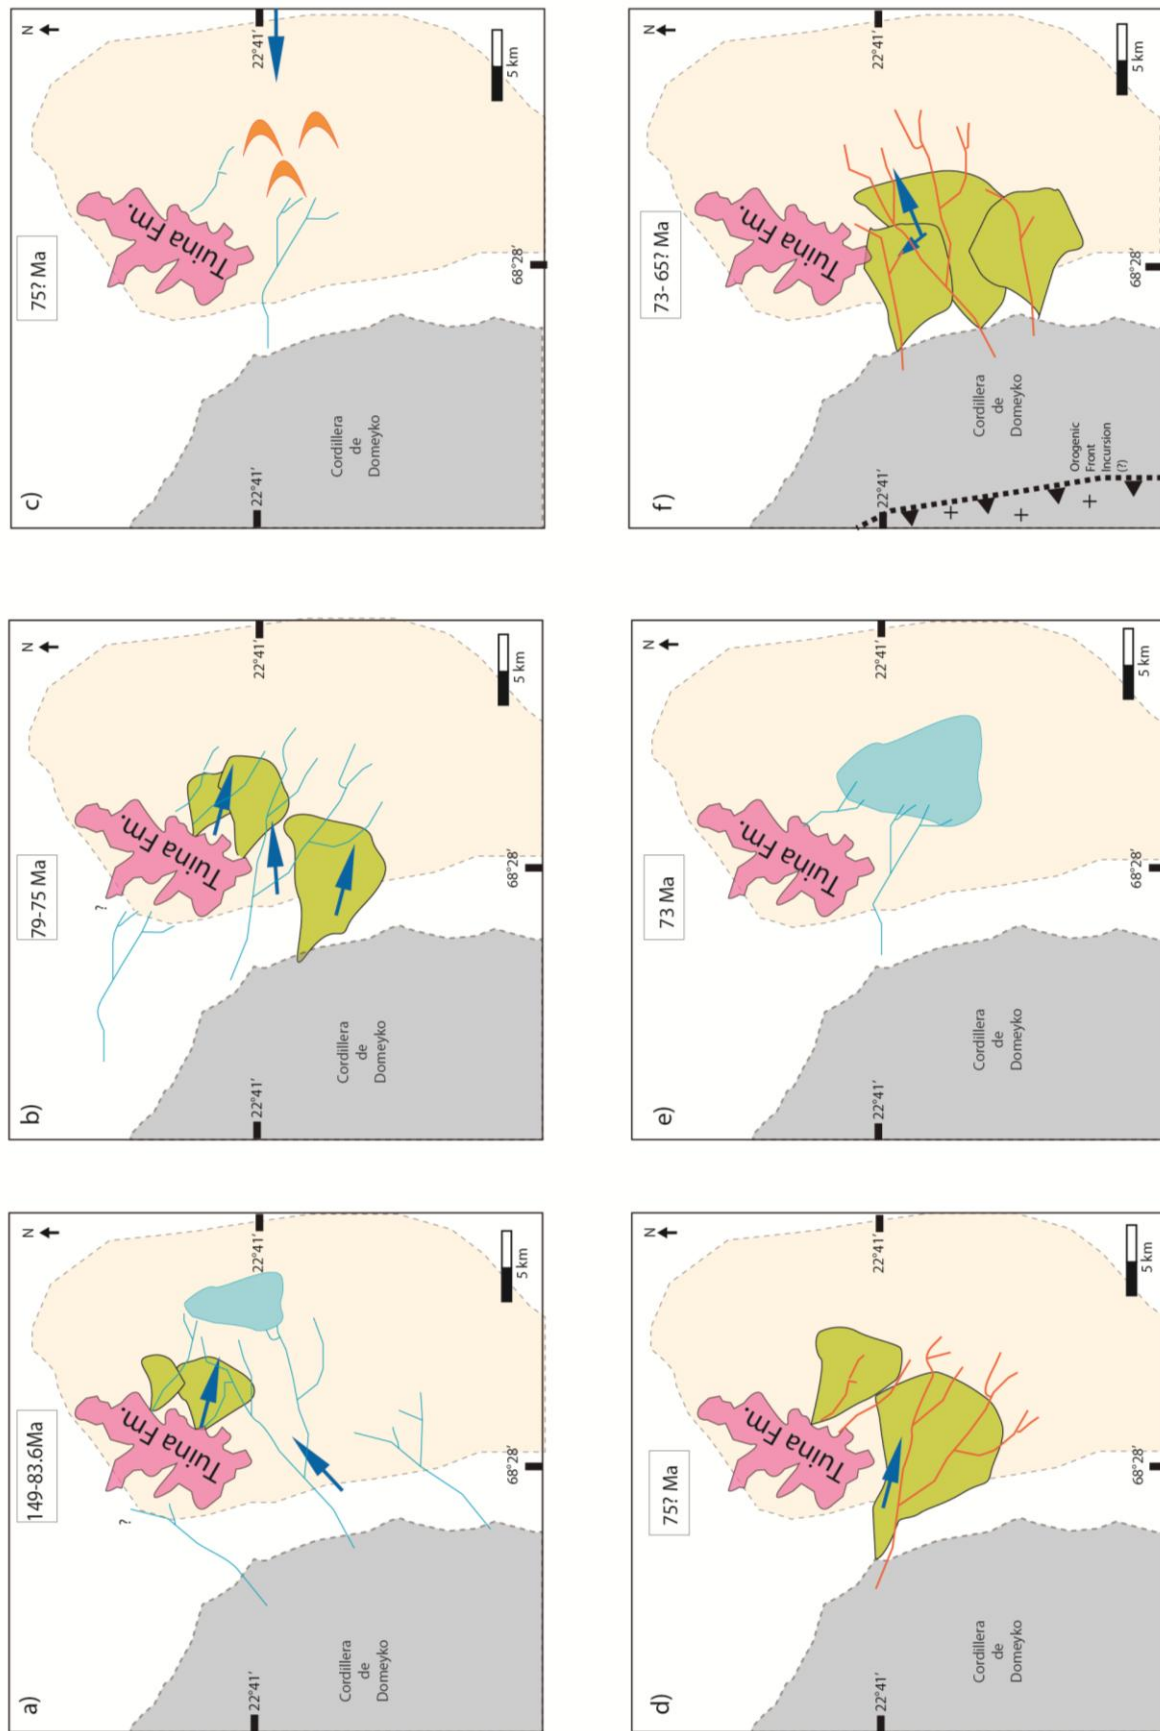 a)
149-83.6Ma
N
?
Tuina Fm.
22°41'
22°41'
Cordillera
de
Domeyko
68°28'
5 km
b)
79-75 Ma
N
?
Tuina Fm.
22°41'
22°41'
Cordillera
de
Domeyko
68°28'
5 km
c)
75? Ma
N
Tuina Fm.
22°41'
22°41'
Cordillera
de
Domeyko
68°28'
5 km
d)
75? Ma
N
Tuina Fm.
22°41'
22°41'
Cordillera
de
Domeyko
68°28'
5 km
e)
73 Ma
N
Tuina Fm.
22°41'
22°41'
Cordillera
de
Domeyko
68°28'
5 km
f)
73- 65? Ma
N
Tuina Fm.
22°41'
22°41'
Cordillera
de
Domeyko
Orogenic
Front
Incursion
(?)
68°28'
5 km